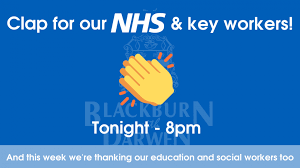 Clap for our NHS & key workers!
BLACKBURN
DARWEN
Tonight - 8pm
And this week we're thanking our education and social workers too